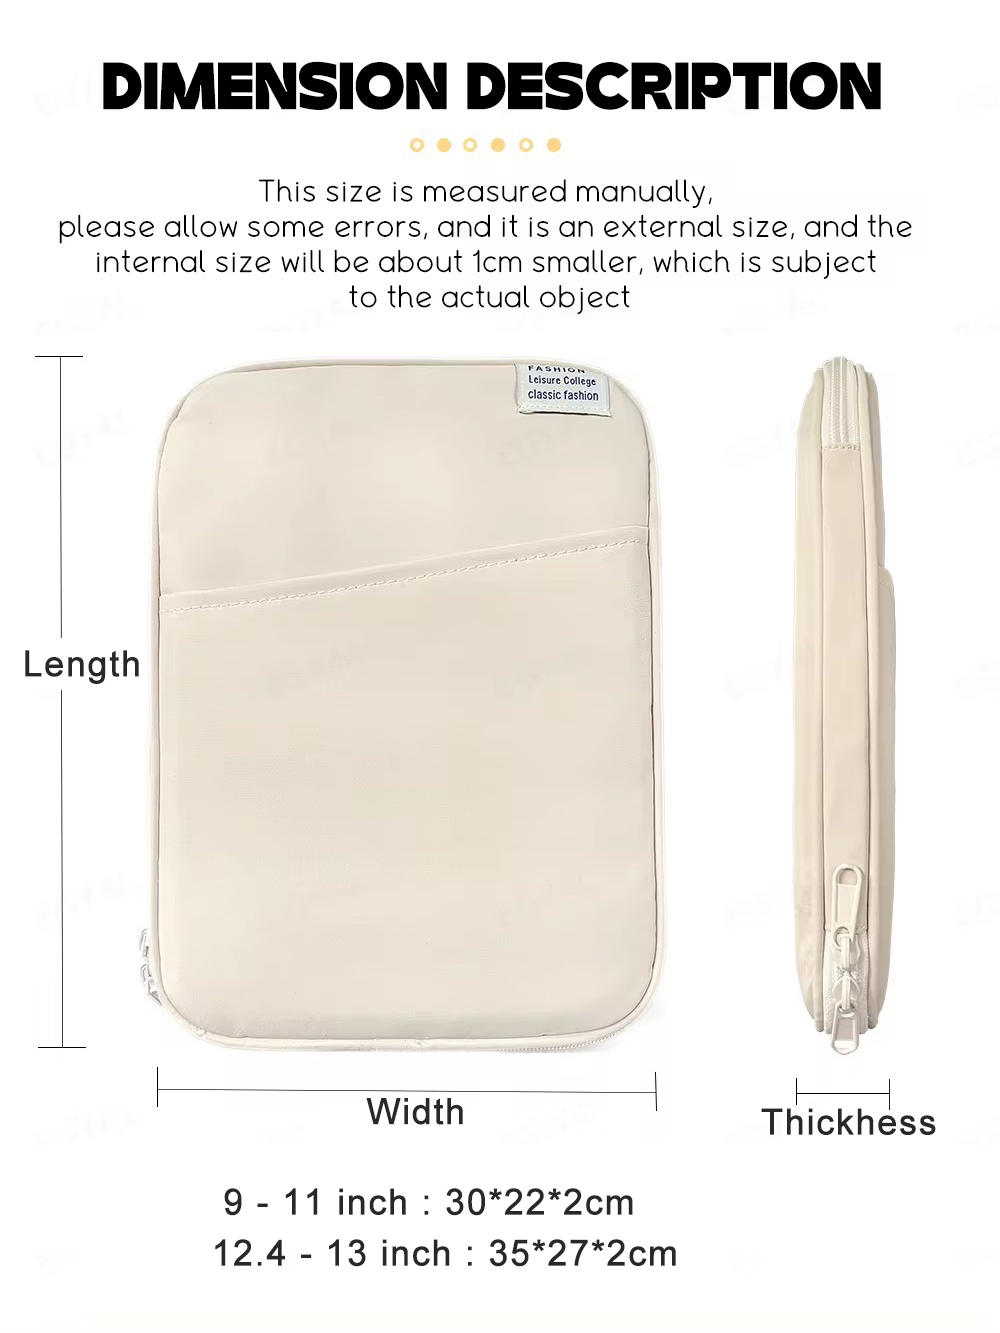 DIMENSION DESCRIPTION
This size is measured manually,
please allow some errors, and it is an external size, and the
internal size will be about 1cm smaller, which is subject
to the actual object
FASHION
Leisure College
classic fashion
Length
Width
Thickhess
9 - 11 inch : 30*22*2cm
12.4 - 13 inch : 35*27*2cm